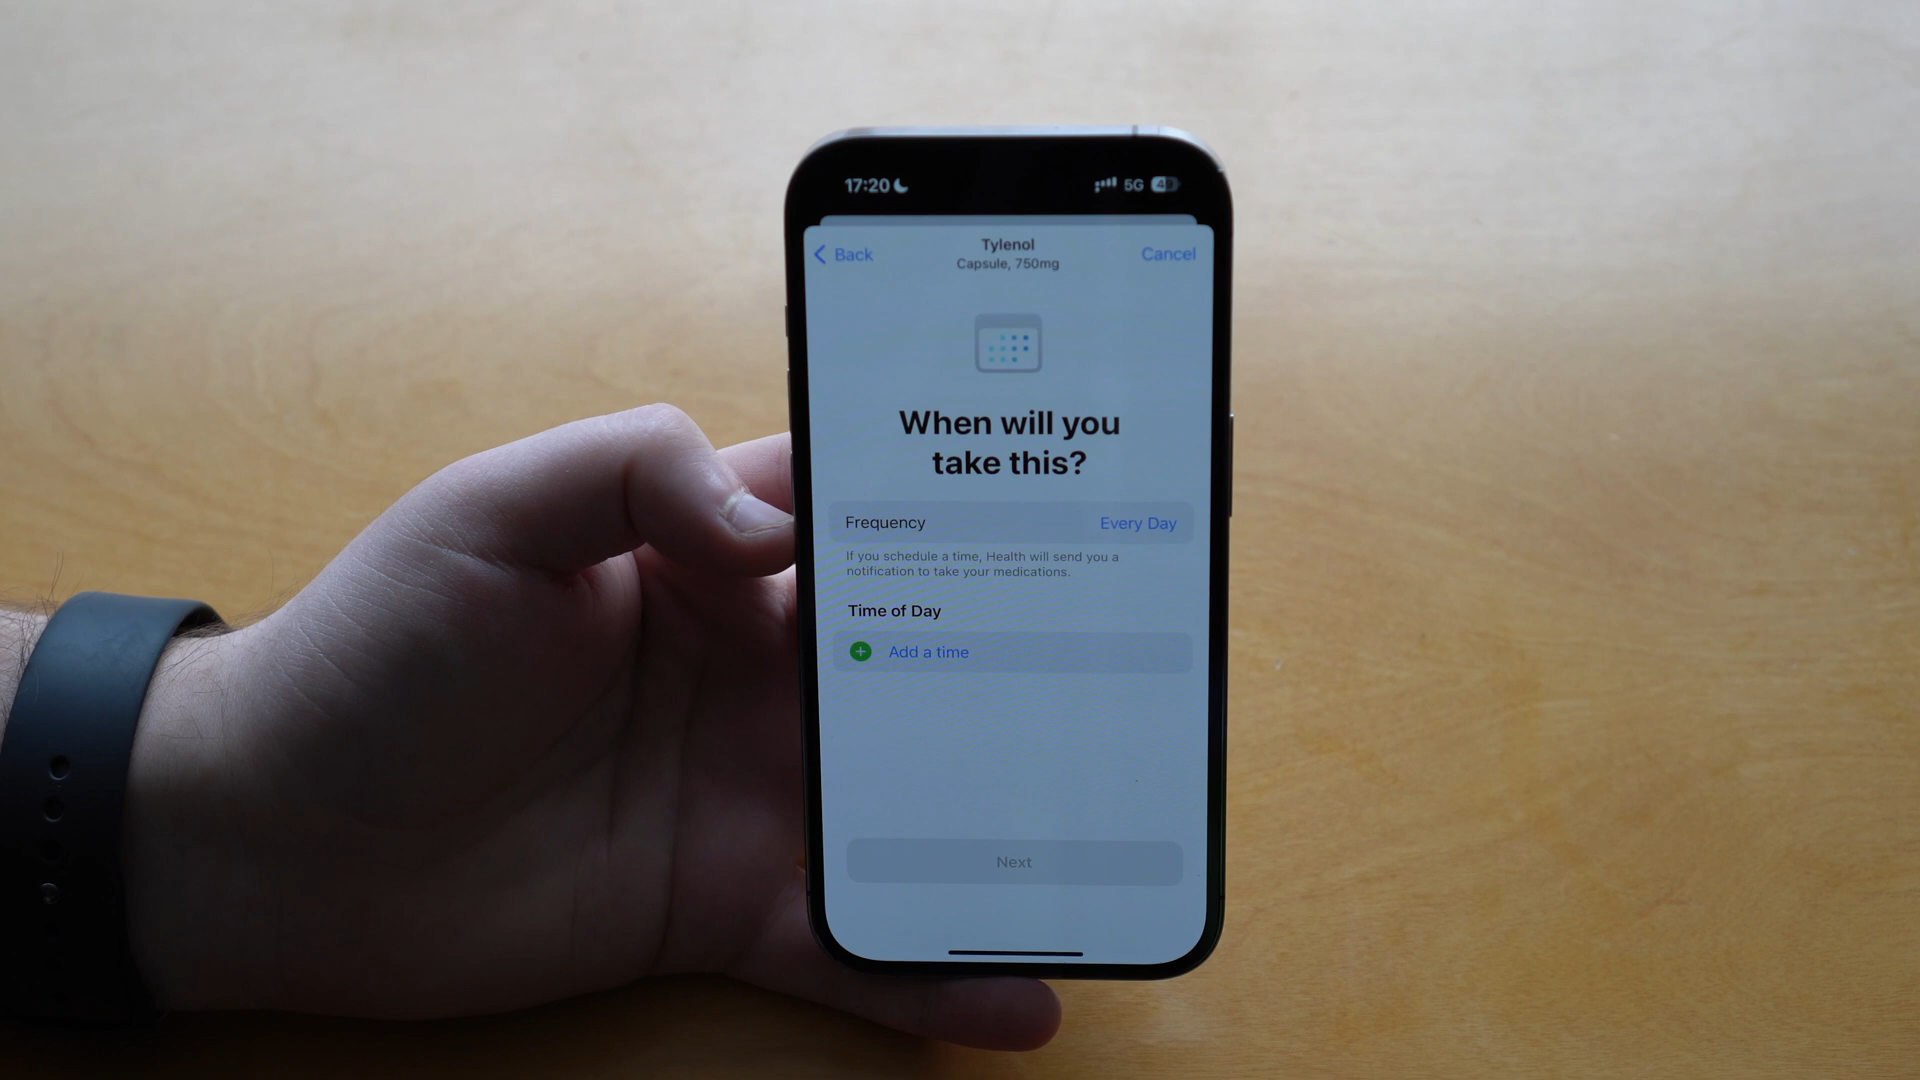 17:20 5G
Back Tylenol Cancel
Capsule, 750mg
When will you
take this?
Frequency Every Day
If you schedule a time, Health will send you a
notification to take your medications.
Time of Day
Add a time
Next